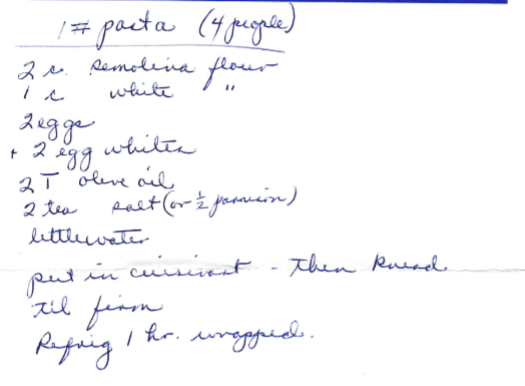 1# pasta (4 people)
2 c. semolina flour
1 c white "
2 eggs
+ 2 egg whites
2 T olive oil
2 tea salt (or ½ parmesan)
little water
put in cuisinart - then knead
til firm
Refrig 1 hr. wrapped.